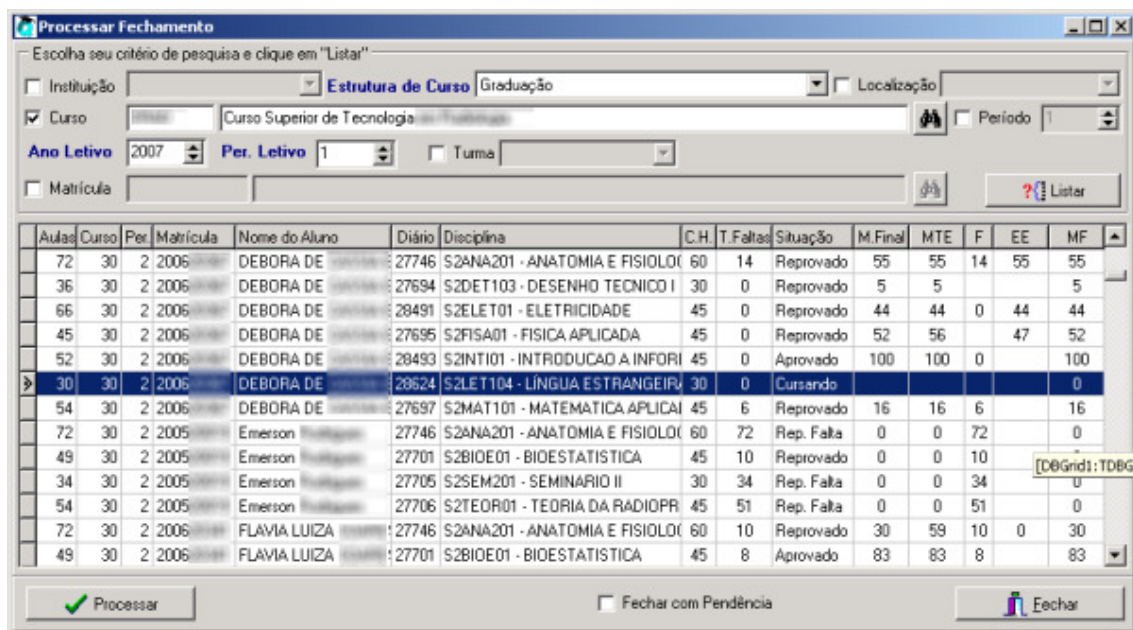 Processar Fechamento
Escolha seu critério de pesquisa e clique em "Listar"
Instituição Estrutura de Curso Graduação Localização
Curso Curso Superior de Tecnologia Período 1
Ano Letivo 2007 Per. Letivo 1 Turma
Matrícula ?{} Listar
Aulas Curso Per. Matrícula Nome do Aluno Diário Disciplina C.H. T.Faltas Situação M.Final MTE F EE MF
72 30 2 2006 DEBORA DE 27746 S2ANA201 - ANATOMIA E FISIOLO( 60 14 Reprovado 55 55 14 55 55
36 30 2 2006 DEBORA DE 27694 S2DET103 - DESENHO TECNICO I 30 0 Reprovado 5 5 5
66 30 2 2006 DEBORA DE 28491 S2ELET01 - ELETRICIDADE 45 0 Reprovado 44 44 0 44 44
45 30 2 2006 DEBORA DE 27695 S2FISA01 - FISICA APLICADA 45 0 Reprovado 52 56 47 52
52 30 2 2006 DEBORA DE 28493 S2INTI01 - INTRODUCAO A INFORI 45 0 Aprovado 100 100 0 100
30 30 2 2006 DEBORA DE 28624 S2LET104 - LÍNGUA ESTRANGEIR 30 0 Cursando 0
54 30 2 2006 DEBORA DE 27697 S2MAT101 - MATEMATICA APLICA 45 6 Reprovado 16 16 6 16
72 30 2 2005 Emerson 27746 S2ANA201 - ANATOMIA E FISIOLO( 60 72 Rep. Falta 0 0 72 0
49 30 2 2005 Emerson 27701 S2BIOE01 - BIOESTATISTICA 45 10 Reprovado 0 0 10
[DBGrid1:TDBG
34 30 2 2005 Emerson 27705 S2SEM201 - SEMINARIO II 30 34 Rep. Falta 0 0 34 0
54 30 2 2005 Emerson 27706 S2TEOR01 - TEORIA DA RADIOPR 45 51 Rep. Falta 0 0 51 0
72 30 2 2006 FLAVIA LUIZA 27746 S2ANA201 - ANATOMIA E FISIOLO( 60 10 Reprovado 30 59 10 0 30
49 30 2 2006 FLAVIA LUIZA 27701 S2BIOE01 - BIOESTATISTICA 45 8 Aprovado 83 83 8 83
Processar Fechar com Pendência Fechar